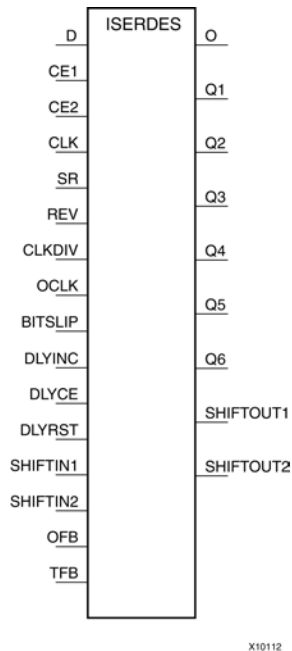 ISERDES
D
CE1
CE2
CLK
SR
REV
CLKDIV
OCLK
BITSLIP
DLYINC
DLYCE
DLYRST
SHIFTIN1
SHIFTIN2
OFB
TFB
O
Q1
Q2
Q3
Q4
Q5
Q6
SHIFTOUT1
SHIFTOUT2
X10112